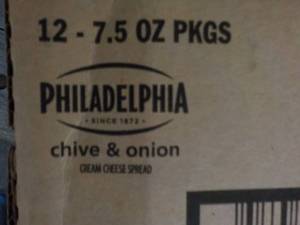 12 - 7.5 OZ PKGS
PHILADELPHIA
• SINCE 1872 •
chive & onion
CREAM CHEESE SPREAD